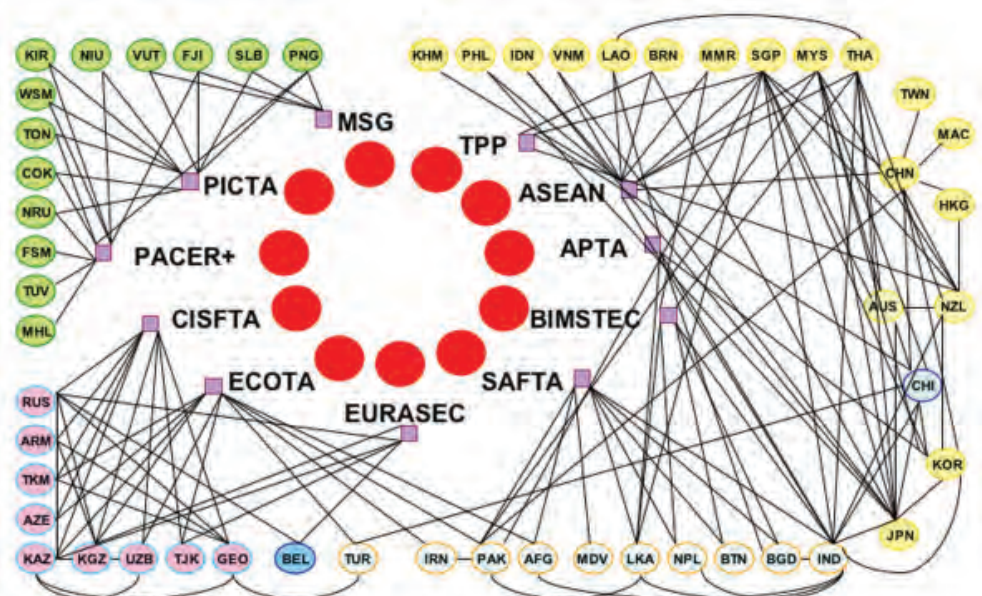 KIR NIU VUT FJI SLB PNG KHM PHL IDN VNM LAO BRN MMR SGP MYS THA
WSM
TWN
MSG
TON
MAC
TPP
COK
CHN
PICTA
ASEAN
NRU
HKG
FSM
PACER+
APTA
TUV
AUS NZL
CISFTA
BIMSTEC
MHL
ECOTA
SAFTA
CHI
RUS
EURASEC
ARM
KOR
TKM
AZE
JPN
KAZ KGZ UZB TJK GEO BEL TUR IRN PAK AFG MDV LKA NPL BTN BGD IND